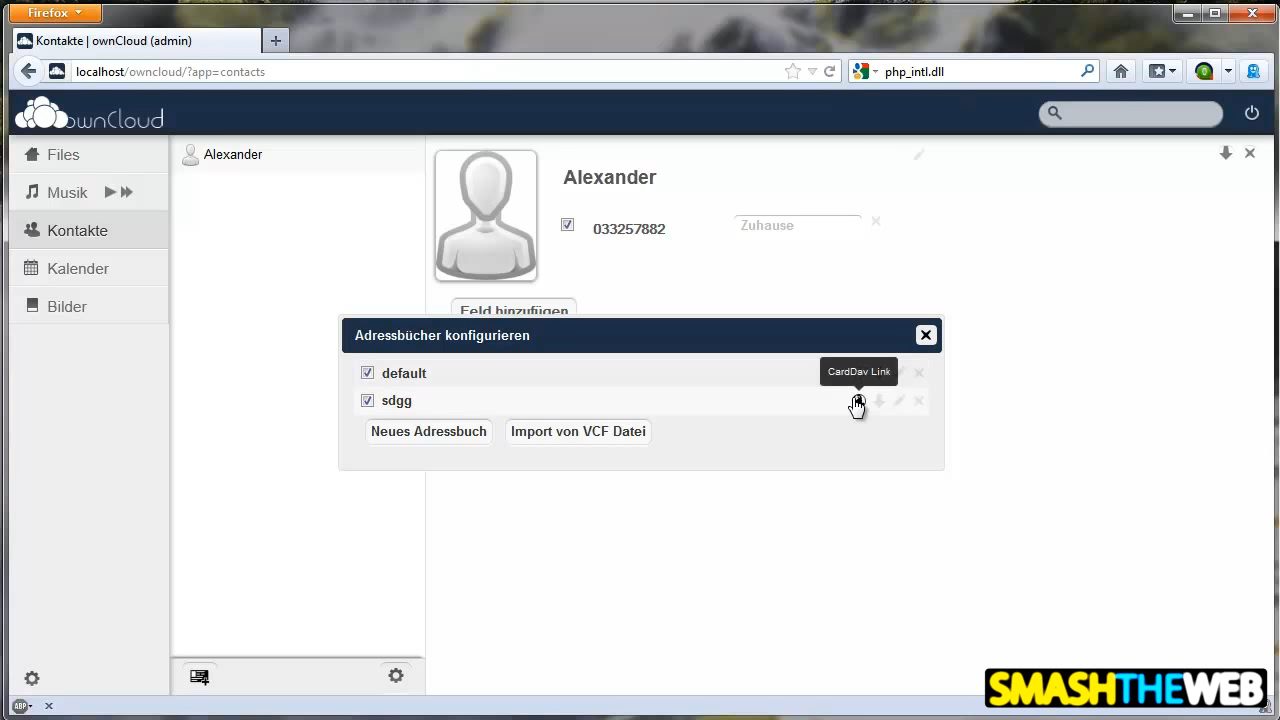 Firefox
Kontakte | ownCloud (admin)
localhost/owncloud/?app=contacts
php_intl.dll
ownCloud
Files
Musik
Kontakte
Kalender
Bilder
Alexander
Alexander
033257882
Zuhause
Feld hinzufügen
Adressbücher konfigurieren
default
CardDav Link
sdgg
Neues Adressbuch
Import von VCF Datei
ABP
SMASHTHEWEB